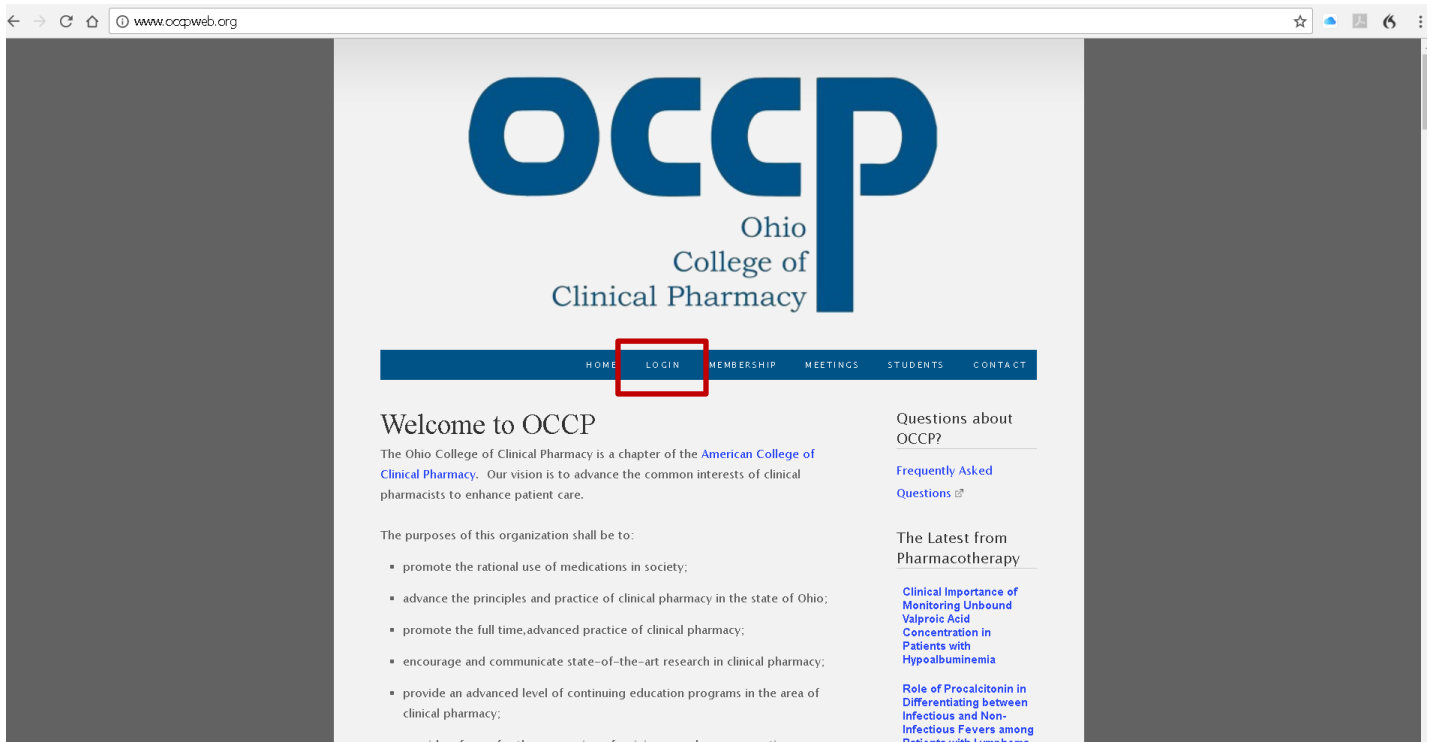 www.occpweb.org
OCCP
Ohio
College of
Clinical Pharmacy
HOME LOGIN MEMBERSHIP MEETINGS STUDENTS CONTACT
Welcome to OCCP
The Ohio College of Clinical Pharmacy is a chapter of the American College of
Clinical Pharmacy. Our vision is to advance the common interests of clinical
pharmacists to enhance patient care.
The purposes of this organization shall be to:
▪ promote the rational use of medications in society;
▪ advance the principles and practice of clinical pharmacy in the state of Ohio;
▪ promote the full time,advanced practice of clinical pharmacy;
▪ encourage and communicate state-of-the-art research in clinical pharmacy;
▪ provide an advanced level of continuing education programs in the area of
clinical pharmacy;
Questions about
OCCP?
Frequently Asked
Questions
The Latest from
Pharmacotherapy
Clinical Importance of
Monitoring Unbound
Valproic Acid
Concentration in
Patients with
Hypoalbuminemia
Role of Procalcitonin in
Differentiating between
Infectious and Non-
Infectious Fevers among
Patients with Lymphoma